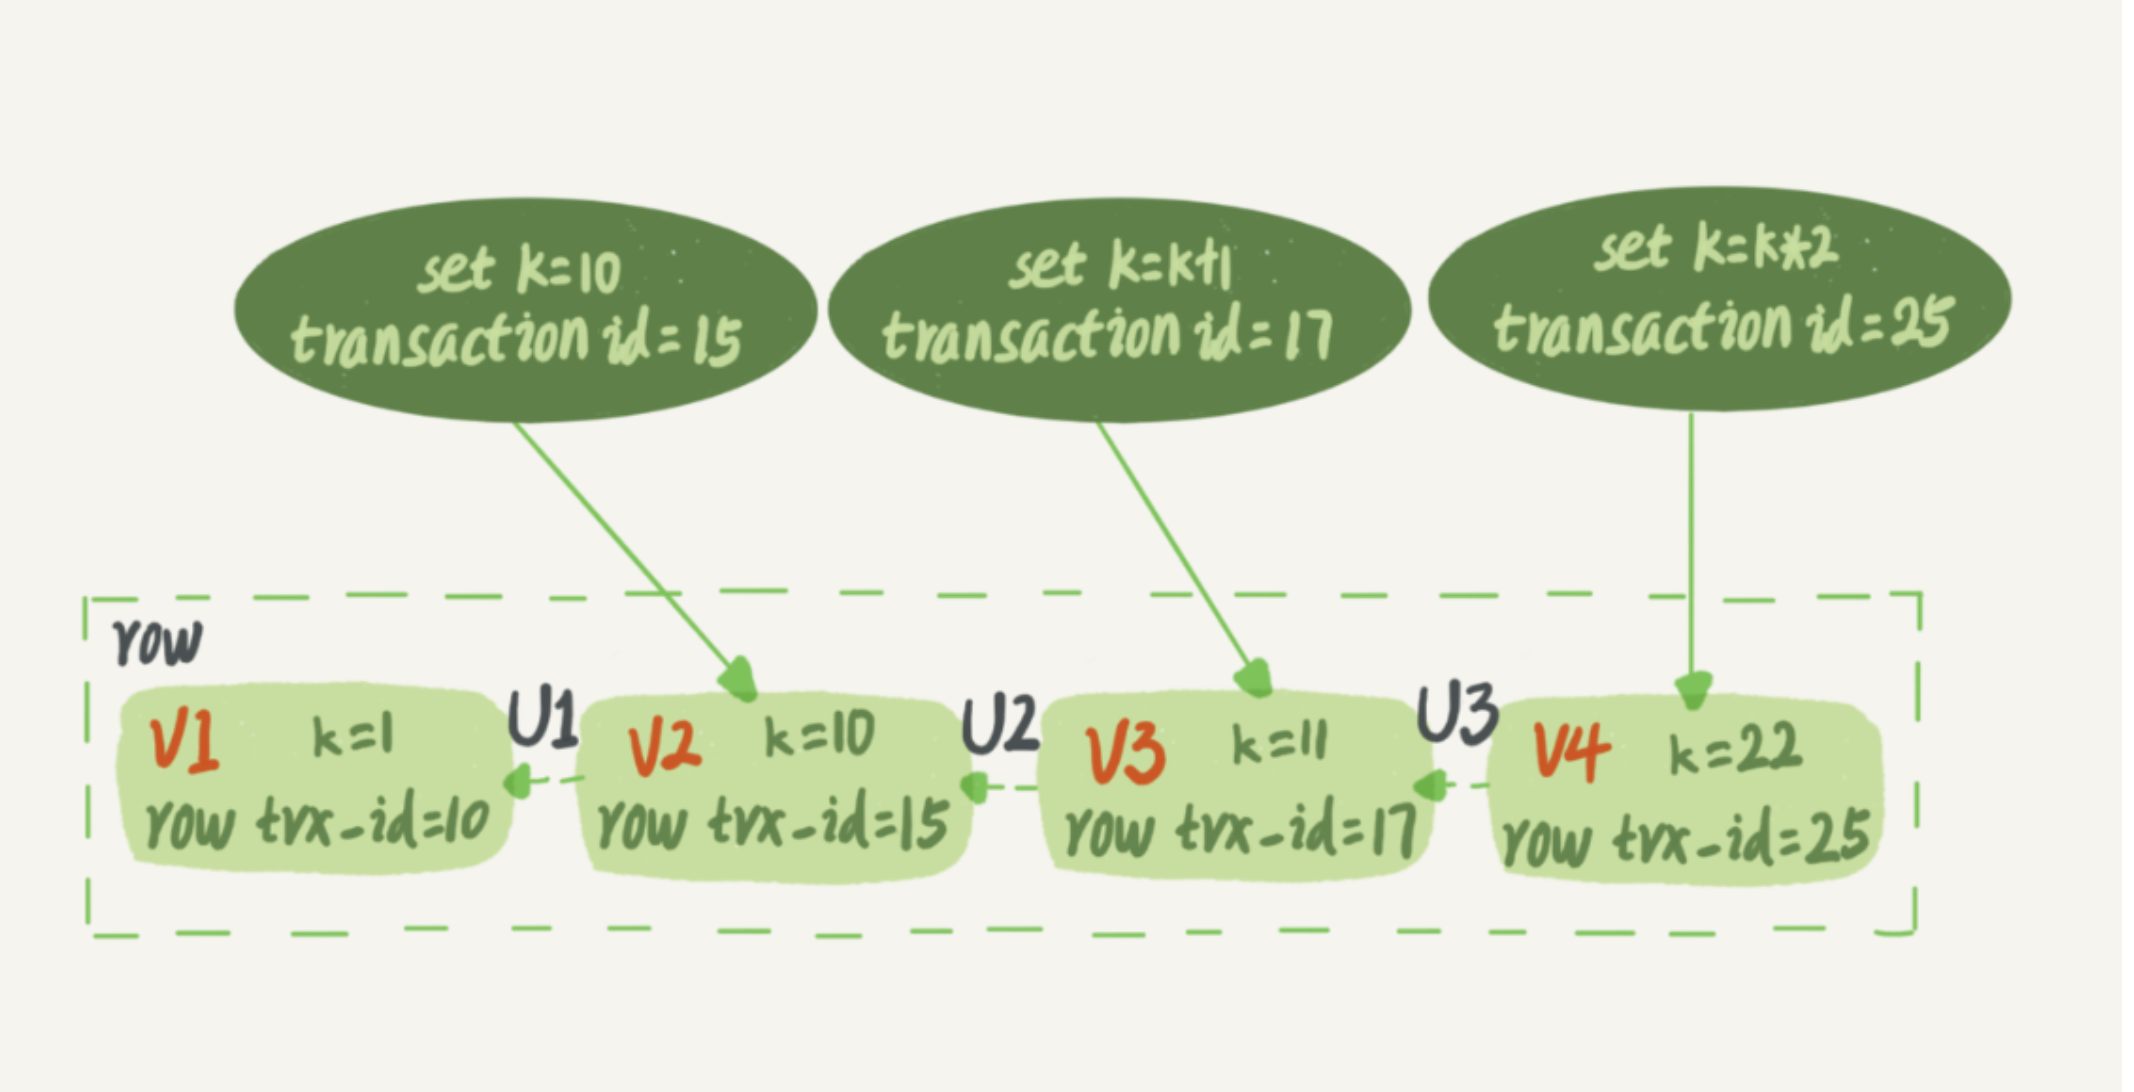 set k=10
transaction id=15
set k=k+1
transaction id=17
set k=k*2
transaction id=25
row
V1 k=1
row trx_id=10
U1
V2 k=10
row trx_id=15
U2
V3 k=11
row trx_id=17
U3
V4 k=22
row trx_id=25